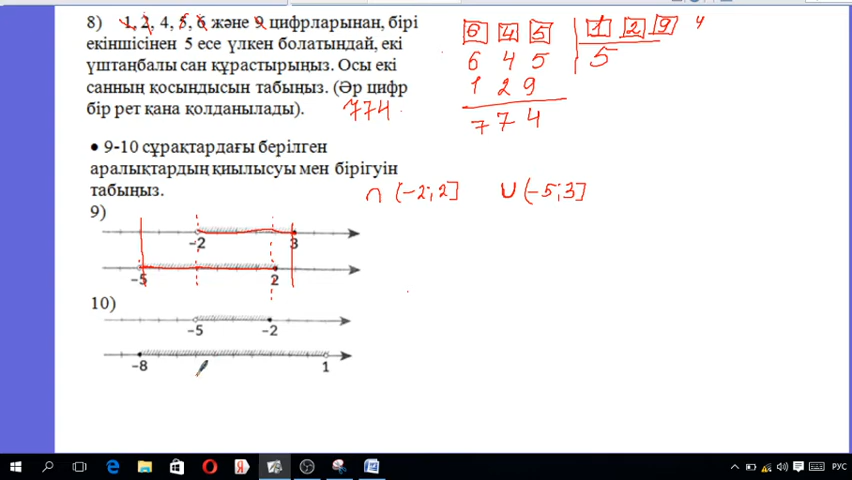 8) 1, 2, 4, 5, 6 және 9 цифрларынан, бірі
екіншісінен 5 есе үлкен болатындай, екі
үштаңбалы сан құрастырыңыз. Осы екі
санның қосындысын табыңыз. (Әр цифр
бір рет қана қолданылады).
774
6 4 5 1 2 9 4
6 4 5 5
1 2 9
7 7 4
• 9-10 сұрақтардағы берілген
аралықтардың қиылысуы мен бірігуін
табыңыз.
∩ (-2; 2] ∪ (-5; 3]
9)
-2 3
-5 2
10)
-5 -2
-8 1
РУС